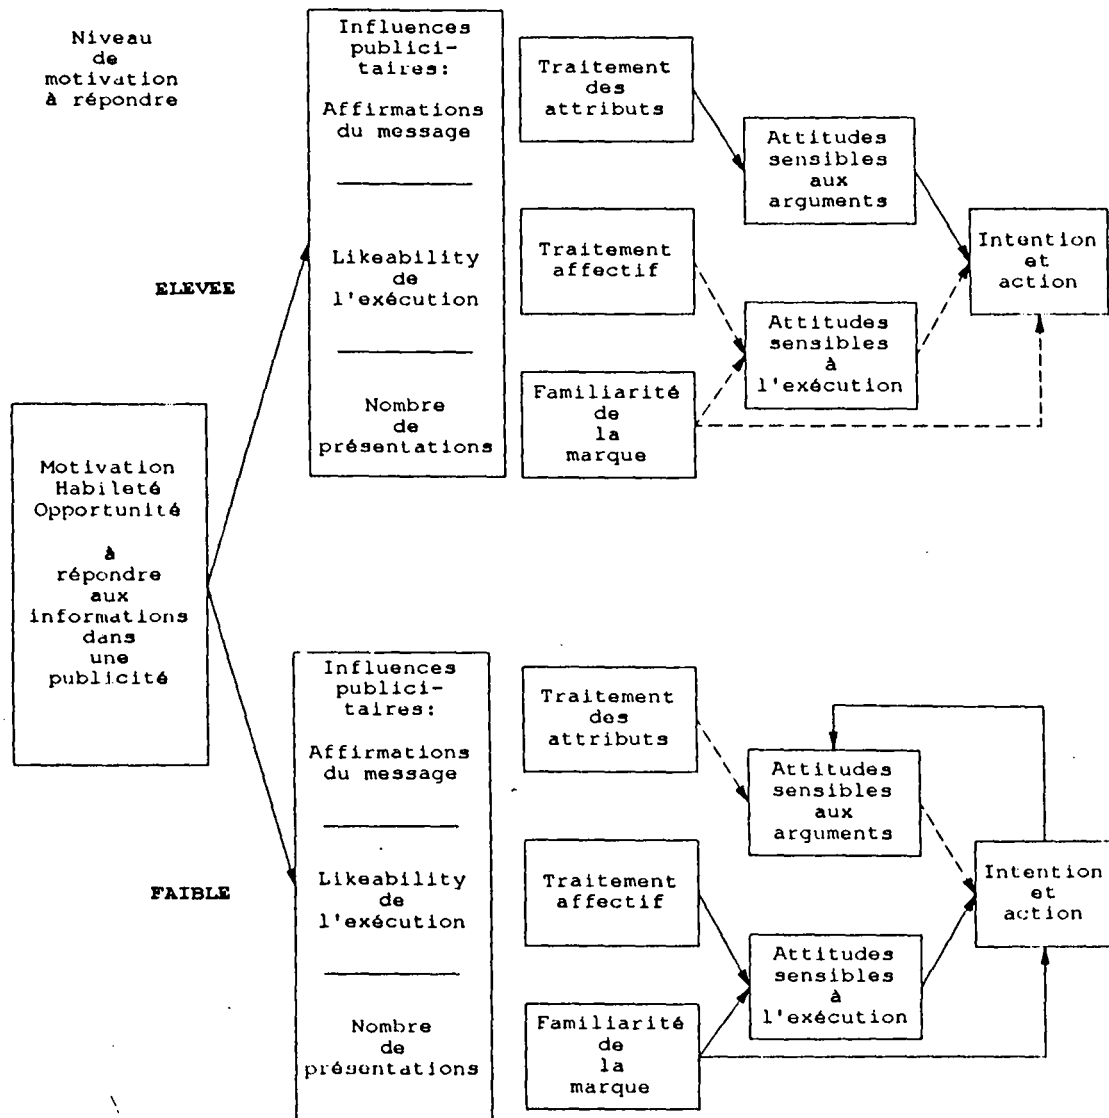 Niveau
de
motivation
à répondre
Influences
publici-
taires:
Affirmations
du message
Likeability
de
l'exécution
Nombre
de
présentations
Traitement
des
attributs
Traitement
affectif
Familiarité
de
la
marque
Attitudes
sensibles
aux
arguments
Attitudes
sensibles
à
l'exécution
Intention
et
action
ELEVEE
Motivation
Habileté
Opportunité
à
répondre
aux
informations
dans
une
publicité
FAIBLE
Influences
publici-
taires:
Affirmations
du message
Likeability
de
l'exécution
Nombre
de
présentations
Traitement
des
attributs
Traitement
affectif
Familiarité
de
la
marque
Attitudes
sensibles
aux
arguments
Attitudes
sensibles
à
l'exécution
Intention
et
action